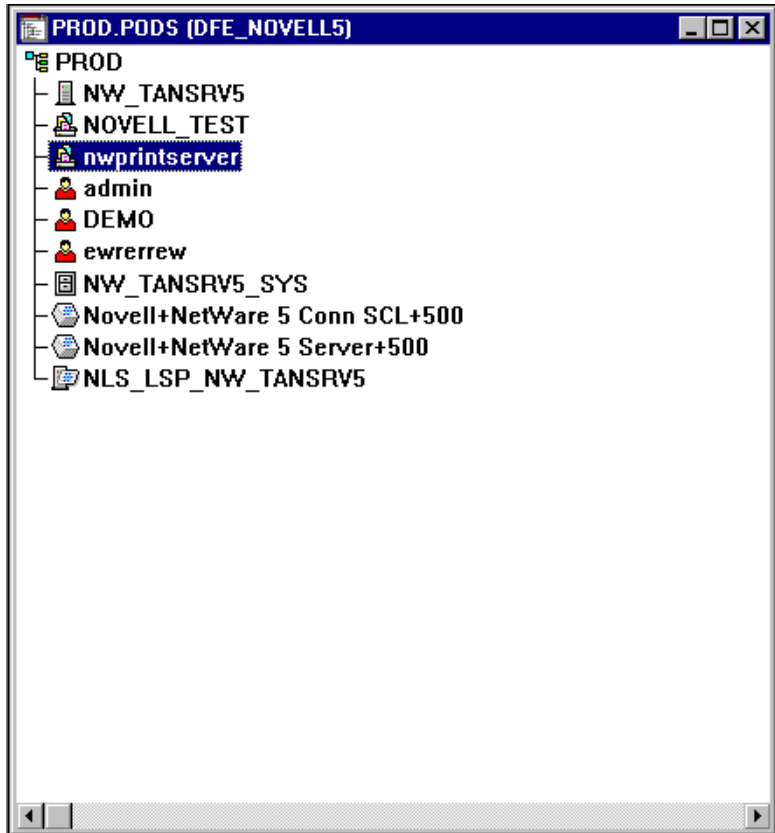 PROD.PODS (DFE_NOVELL5)
PROD
NW_TANSRV5
NOVELL_TEST
nwprintserver
admin
DEMO
ewrerrew
NW_TANSRV5_SYS
Novell+NetWare 5 Conn SCL+500
Novell+NetWare 5 Server+500
NLS_LSP_NW_TANSRV5